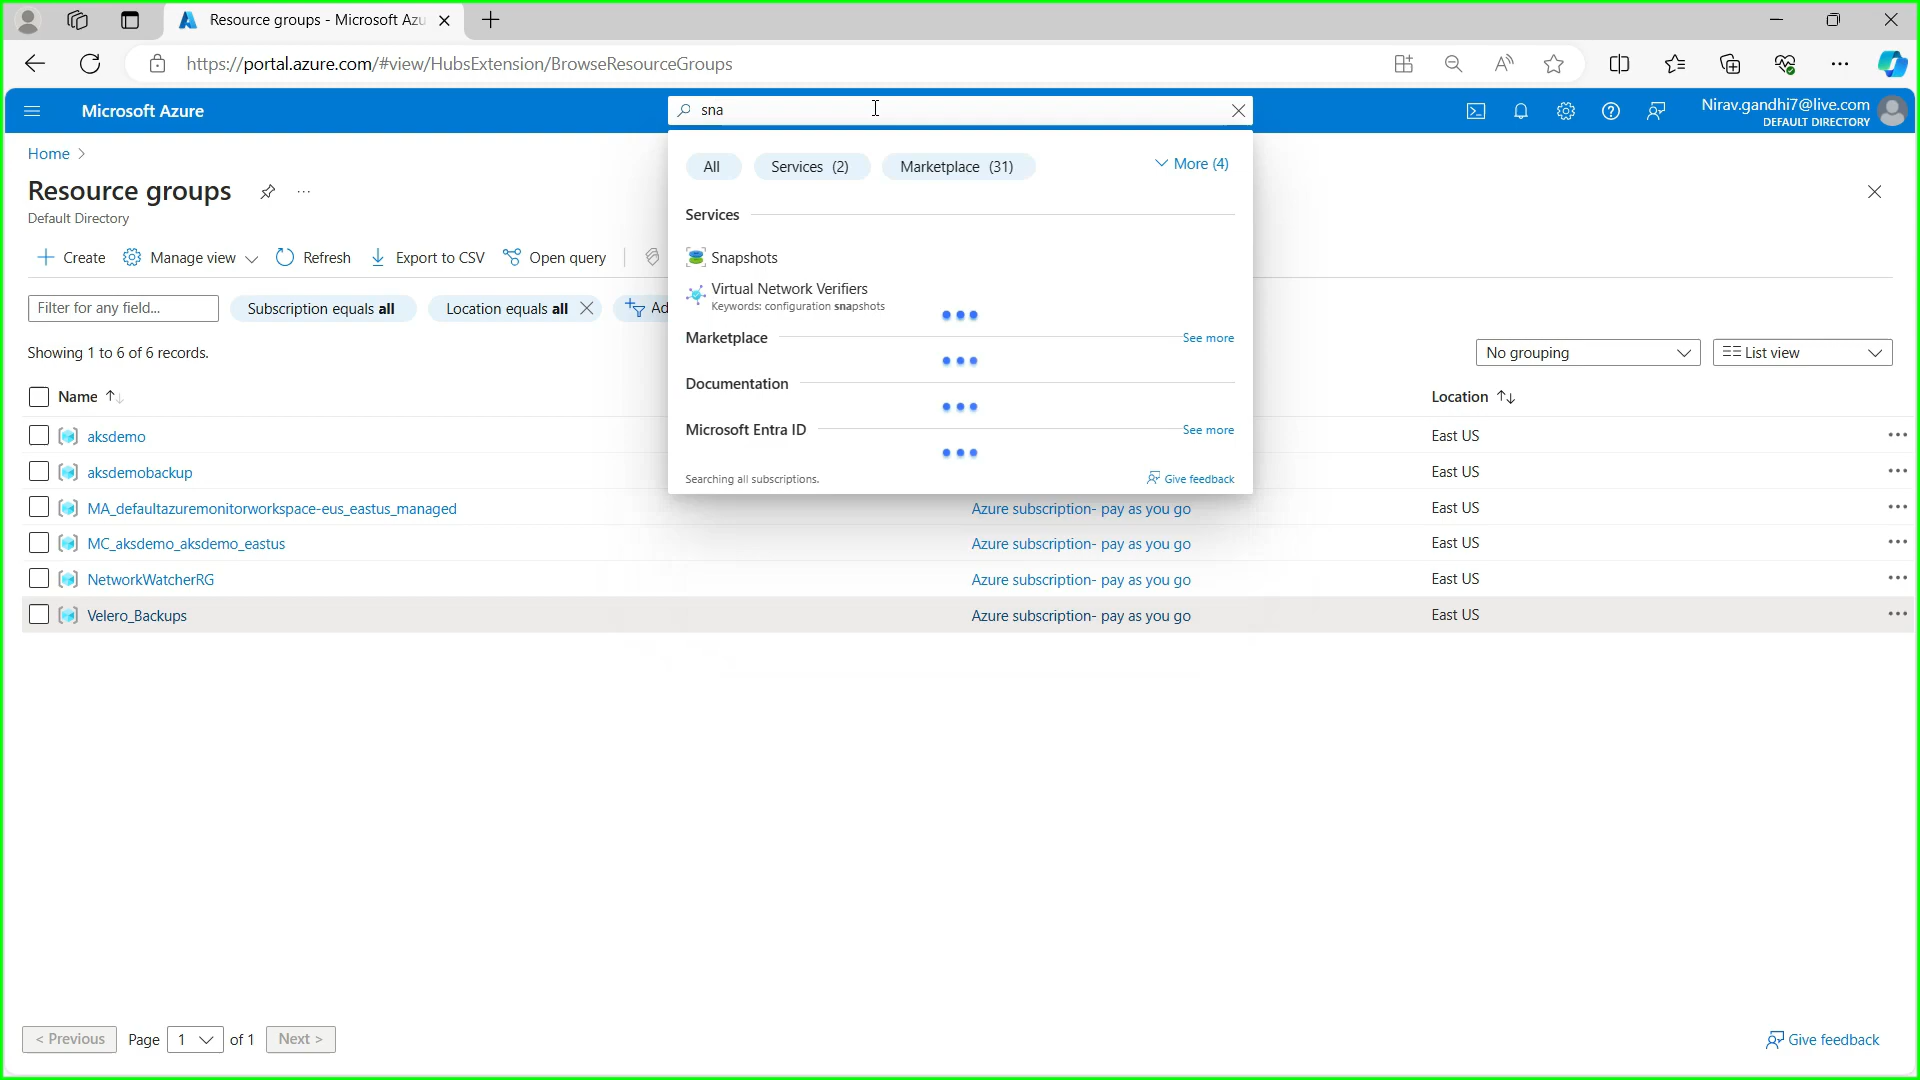 Resource groups - Microsoft Azu
https://portal.azure.com/#view/HubsExtension/BrowseResourceGroups
Microsoft Azure
sna
Nirav.gandhi7@live.com
DEFAULT DIRECTORY
Home
All
Services (2)
Marketplace (31)
More (4)
Resource groups
Default Directory
Services
Create
Manage view
Refresh
Export to CSV
Open query
Snapshots
Virtual Network Verifiers
Keywords: configuration snapshots
Filter for any field...
Subscription equals all
Location equals all
Ad
Marketplace
See more
Showing 1 to 6 of 6 records.
No grouping
List view
Documentation
Name
Location
Microsoft Entra ID
See more
aksdemo
East US
aksdemobackup
East US
Searching all subscriptions.
Give feedback
MA_defaultazuremonitorworkspace-eus_eastus_managed
Azure subscription- pay as you go
East US
MC_aksdemo_aksdemo_eastus
Azure subscription- pay as you go
East US
NetworkWatcherRG
Azure subscription- pay as you go
East US
Velero_Backups
Azure subscription- pay as you go
East US
< Previous
Page
1
of 1
Next >
Give feedback